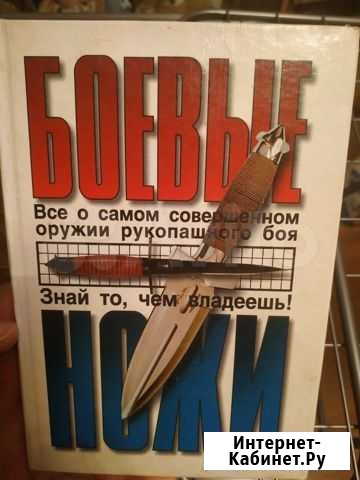 БОЕВЫЕ
Все о самом совершенном
оружии рукопашного боя
Знай то, чем владеешь!
НОЖИ
Интернет-
Кабинет.Ру